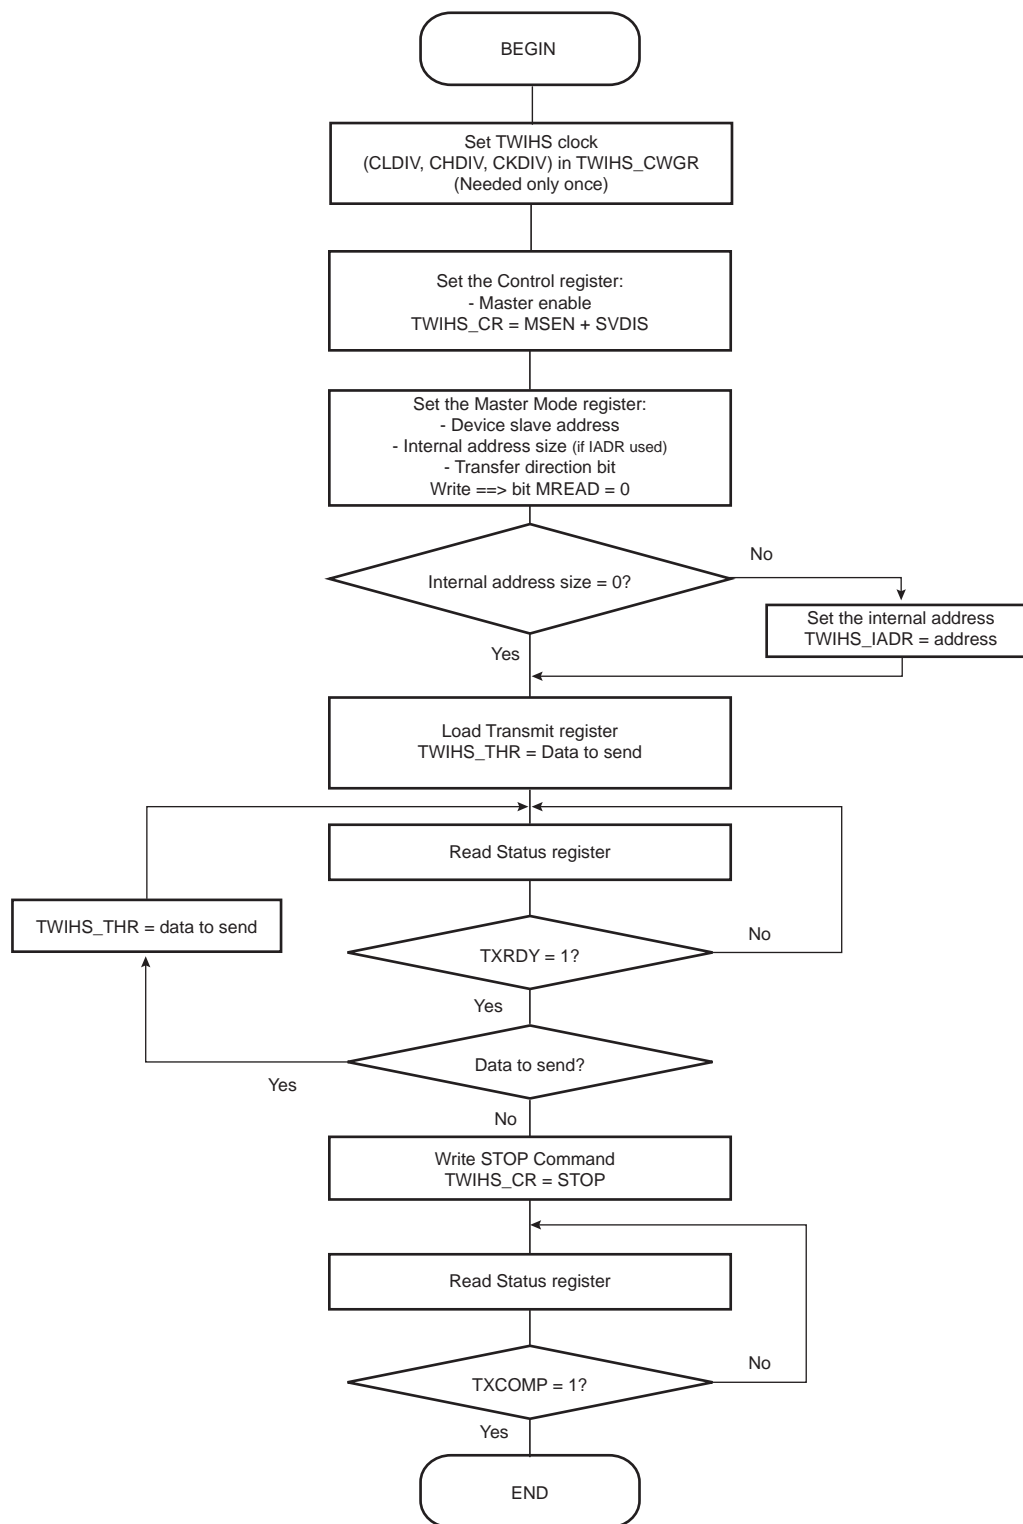 BEGIN
Set TWIHS clock
(CLDIV, CHDIV, CKDIV) in TWIHS_CWGR
(Needed only once)
Set the Control register:
- Master enable
TWIHS_CR = MSEN + SVDIS
Set the Master Mode register:
- Device slave address
- Internal address size (if IADR used)
- Transfer direction bit
Write ==> bit MREAD = 0
No
Internal address size = 0?
Set the internal address
TWIHS_IADR = address
Yes
Load Transmit register
TWIHS_THR = Data to send
Read Status register
TWIHS_THR = data to send
No
TXRDY = 1?
Yes
Data to send?
Yes
No
Write STOP Command
TWIHS_CR = STOP
Read Status register
No
TXCOMP = 1?
Yes
END